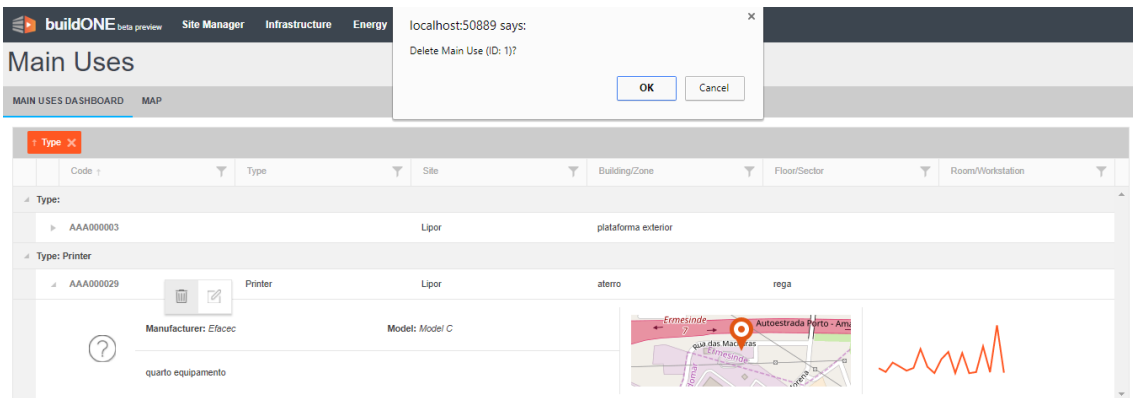 buildONE beta preview Site Manager Infrastructure Energy
localhost:50889 says:
×
Delete Main Use (ID: 1)?
OK Cancel
Main Uses
MAIN USES DASHBOARD MAP
↑ Type ×
Code ↑ Type Site Building/Zone Floor/Sector Room/Workstation
Type:
AAA000003 Lipor plataforma exterior
Type: Printer
AAA000029 Printer Lipor aterro rega
Manufacturer: Efacec Model: Model C
quarto equipamento
?
Ermesinde
7
Autoestrada Porto - Ama
Rua das
Ermesinde